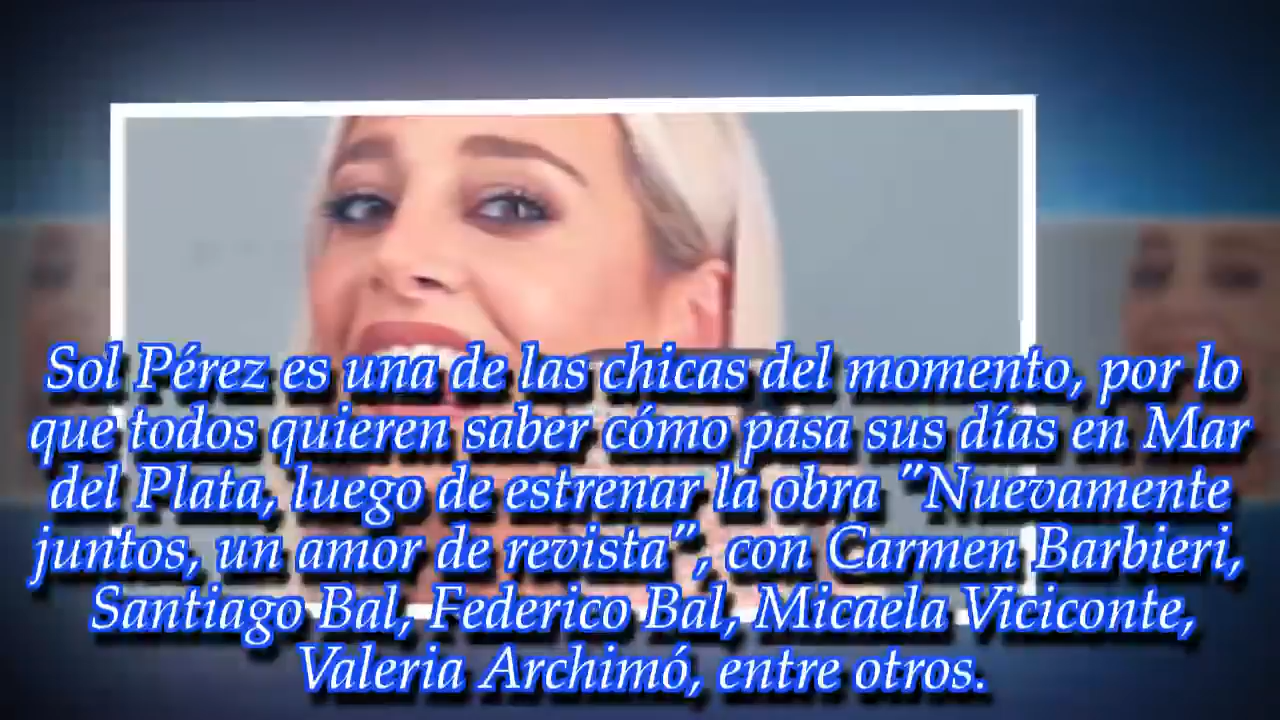 Sol Pérez es una de las chicas del momento, por lo
que todos quieren saber cómo pasa sus días en Mar
del Plata, luego de estrenar la obra "Nuevamente
juntos, un amor de revista", con Carmen Barbieri,
Santiago Bal, Federico Bal, Micaela Viciconte,
Valeria Archimó, entre otros.